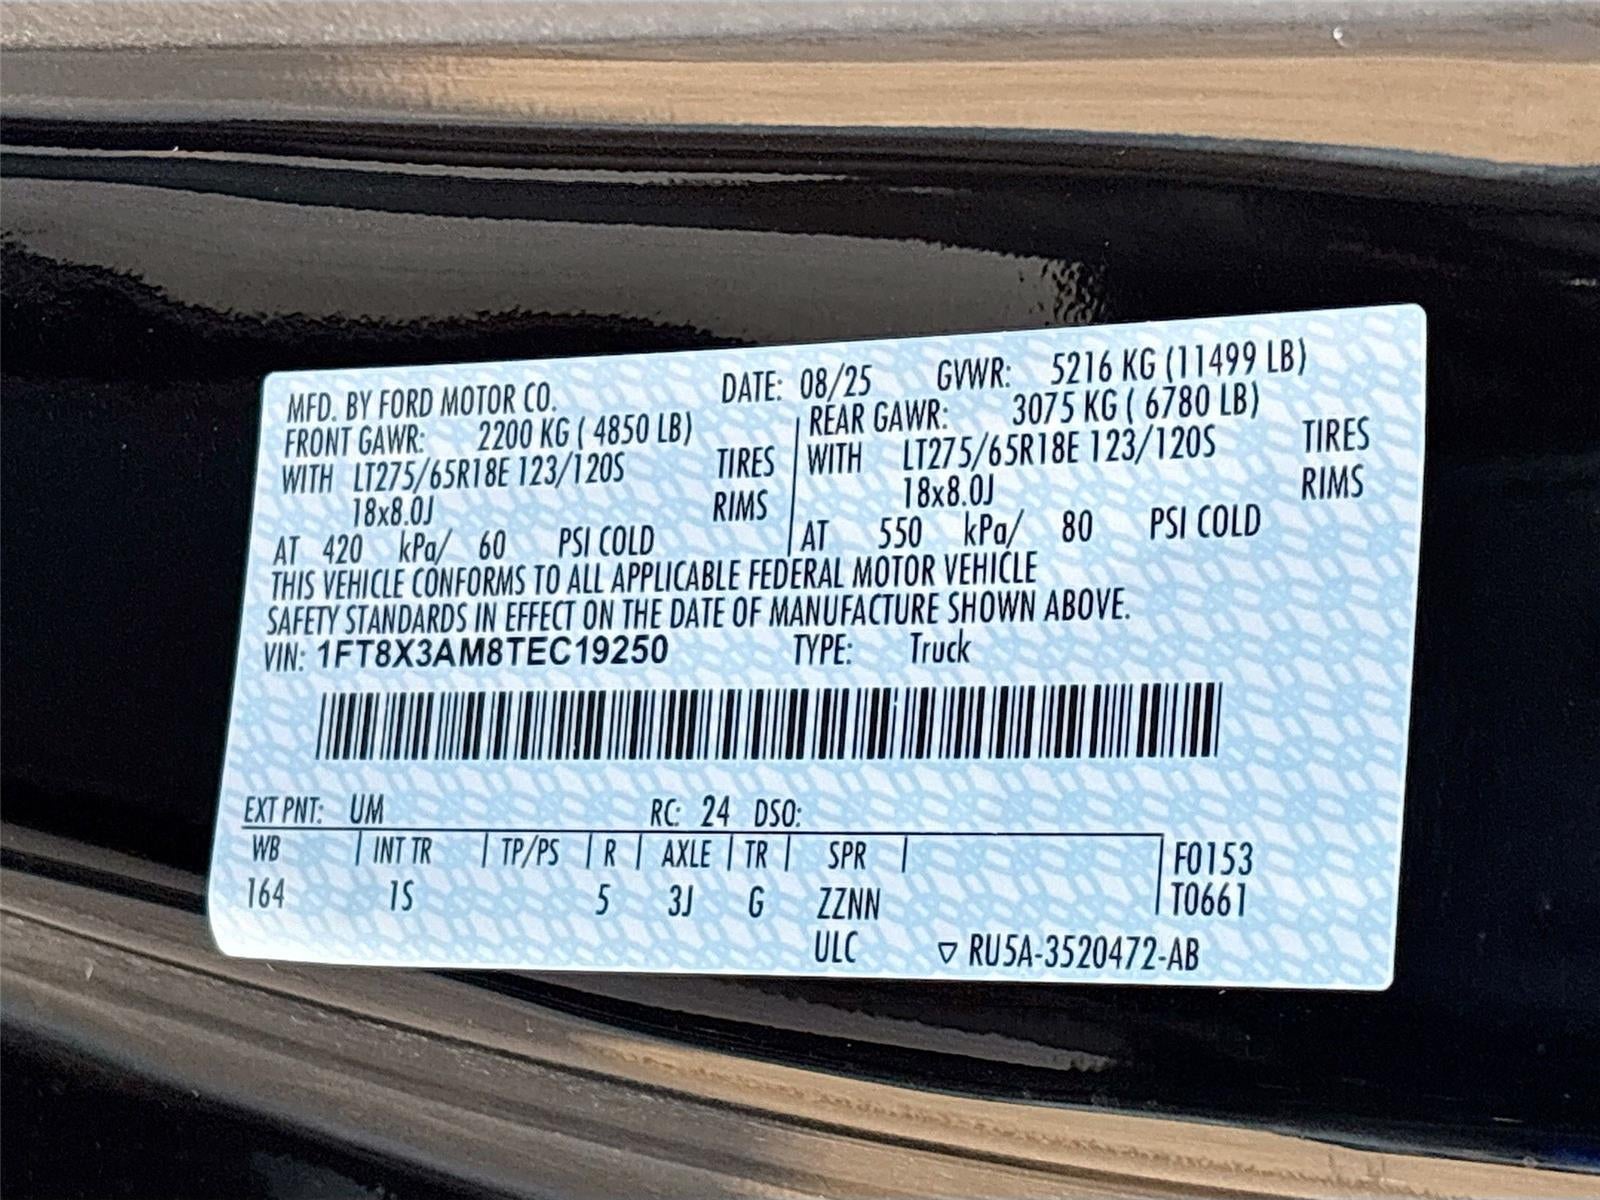 MFD. BY FORD MOTOR CO. DATE: 08/25 GVWR: 5216 KG (11499 LB)
FRONT GAWR: 2200 KG ( 4850 LB) REAR GAWR: 3075 KG ( 6780 LB)
WITH LT275/65R18E 123/120S TIRES WITH LT275/65R18E 123/120S TIRES
18x8.0J RIMS 18x8.0J RIMS
AT 420 kPa/ 60 PSI COLD AT 550 kPa/ 80 PSI COLD
THIS VEHICLE CONFORMS TO ALL APPLICABLE FEDERAL MOTOR VEHICLE
SAFETY STANDARDS IN EFFECT ON THE DATE OF MANUFACTURE SHOWN ABOVE.
VIN: 1FT8X3AM8TEC19250 TYPE: Truck
EXT PNT: UM RC: 24 DSO:
WB INT TR TP/PS R AXLE TR SPR F0153
164 1S 5 3J G ZZNN T0661
ULC ▽ RU5A-3520472-AB